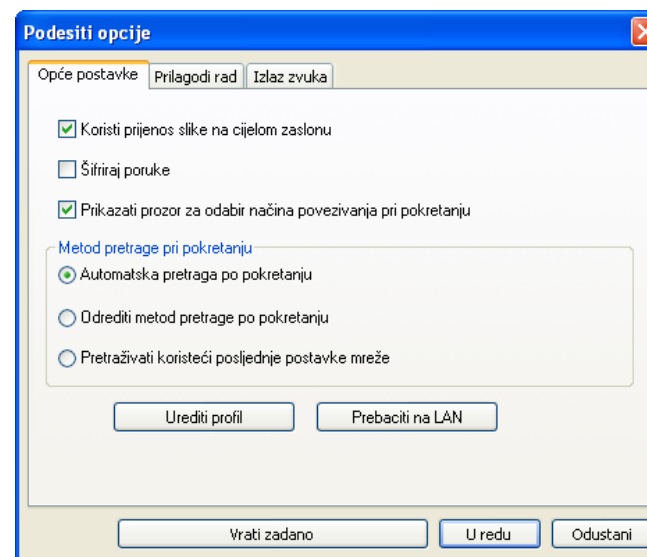 Podesiti opcije
Opće postavke Prilagodi rad Izlaz zvuka
Koristi prijenos slike na cijelom zaslonu
Šifriraj poruke
Prikazati prozor za odabir načina povezivanja pri pokretanju
Metod pretrage pri pokretanju
Automatska pretraga po pokretanju
Odrediti metod pretrage po pokretanju
Pretraživati koristeći posljednje postavke mreže
Urediti profil Prebaciti na LAN
Vrati zadano U redu Odustani